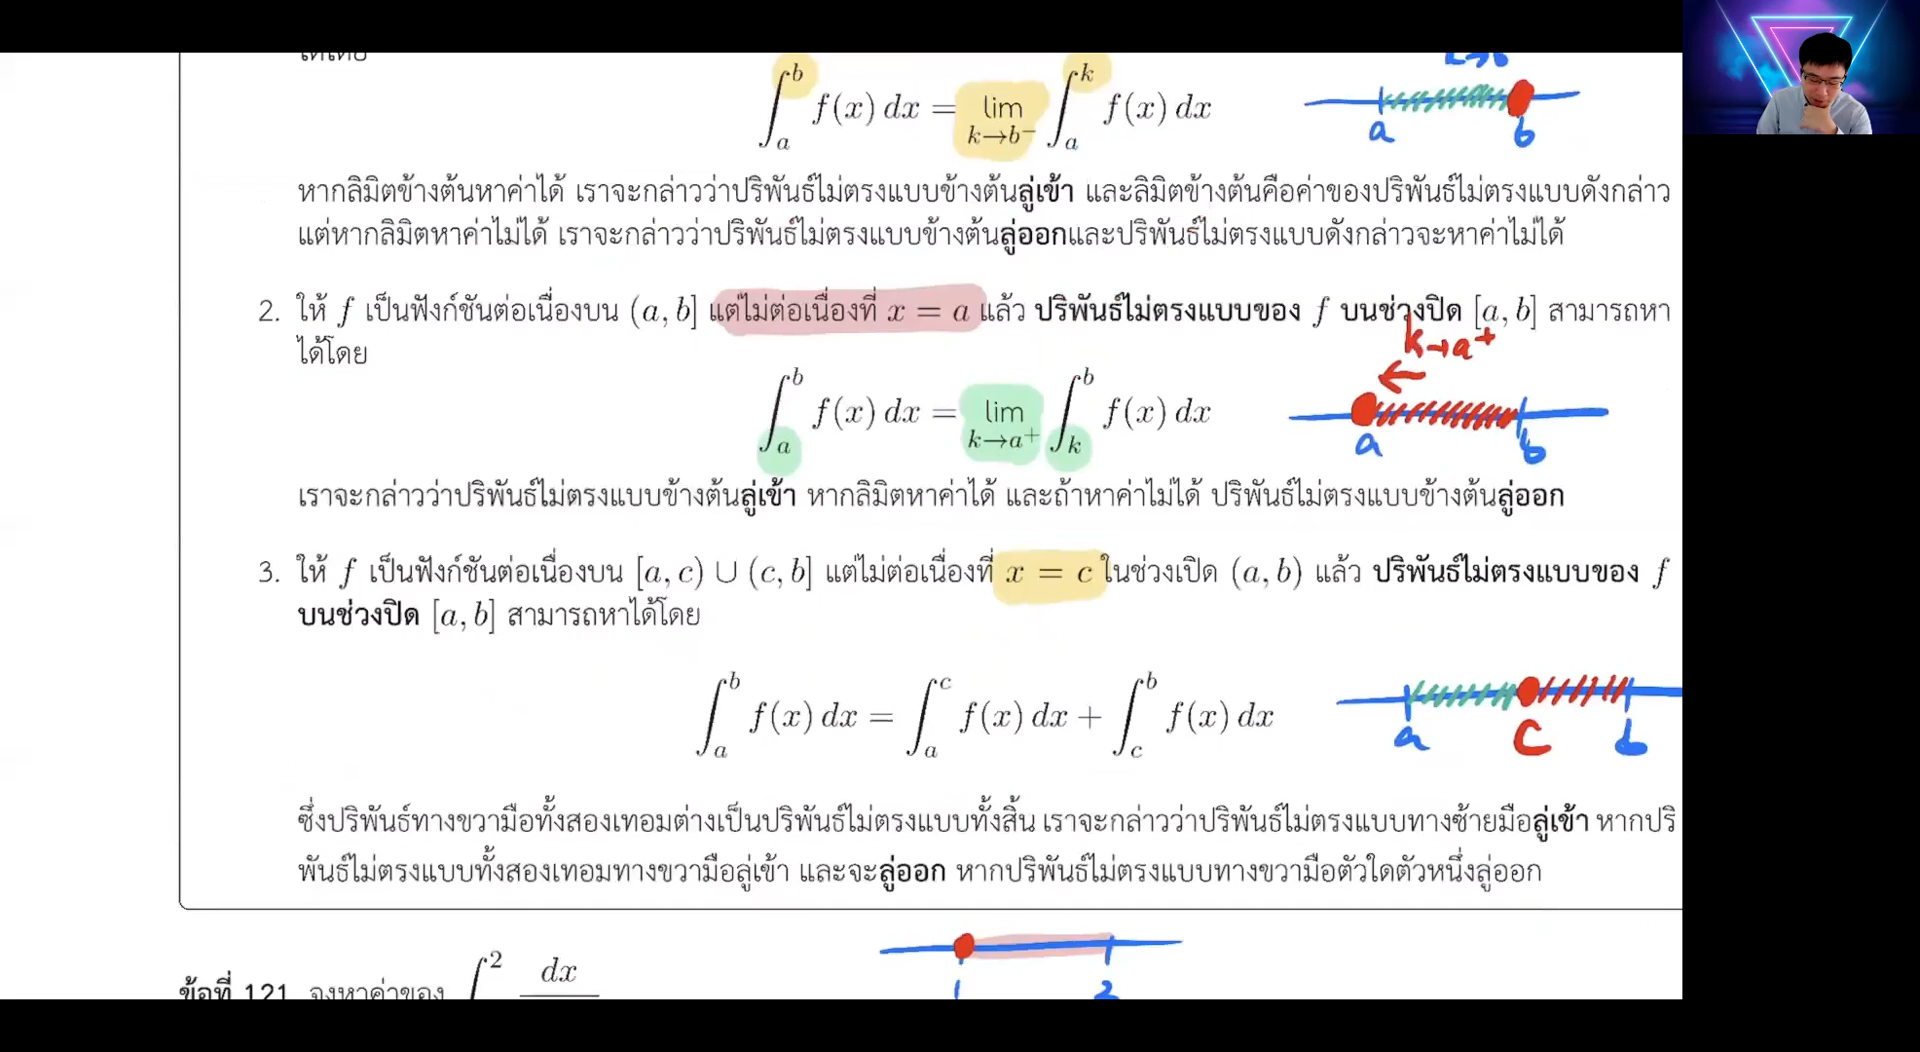 ได้โดย
∫_a^b f(x) dx = lim_{k→b⁻} ∫_a^k f(x) dx
a b
หากลิมิตข้างต้นหาค่าได้ เราจะกล่าวว่าปริพันธ์ไม่ตรงแบบข้างต้นลู่เข้า และลิมิตข้างต้นคือค่าของปริพันธ์ไม่ตรงแบบดังกล่าว
แต่หากลิมิตหาค่าไม่ได้ เราจะกล่าวว่าปริพันธ์ไม่ตรงแบบข้างต้นลู่ออกและปริพันธ์ไม่ตรงแบบดังกล่าวจะหาค่าไม่ได้
2. ให้ f เป็นฟังก์ชันต่อเนื่องบน (a, b] แต่ไม่ต่อเนื่องที่ x = a แล้ว ปริพันธ์ไม่ตรงแบบของ f บนช่วงปิด [a, b] สามารถหา
ได้โดย
k→a⁺
∫_a^b f(x) dx = lim_{k→a⁺} ∫_k^b f(x) dx
a b
เราจะกล่าวว่าปริพันธ์ไม่ตรงแบบข้างต้นลู่เข้า หากลิมิตหาค่าได้ และถ้าหาค่าไม่ได้ ปริพันธ์ไม่ตรงแบบข้างต้นลู่ออก
3. ให้ f เป็นฟังก์ชันต่อเนื่องบน [a, c) ∪ (c, b] แต่ไม่ต่อเนื่องที่ x = c ในช่วงเปิด (a, b) แล้ว ปริพันธ์ไม่ตรงแบบของ f
บนช่วงปิด [a, b] สามารถหาได้โดย
∫_a^b f(x) dx = ∫_a^c f(x) dx + ∫_c^b f(x) dx
a c b
ซึ่งปริพันธ์ทางขวามือทั้งสองเทอมต่างเป็นปริพันธ์ไม่ตรงแบบทั้งสิ้น เราจะกล่าวว่าปริพันธ์ไม่ตรงแบบทางซ้ายมือลู่เข้า หากปริ
พันธ์ไม่ตรงแบบทั้งสองเทอมทางขวามือลู่เข้า และจะลู่ออก หากปริพันธ์ไม่ตรงแบบทางขวามือตัวใดตัวหนึ่งลู่ออก
ข้อที่ 121 จงหาค่าของ ∫^2 dx
1 2